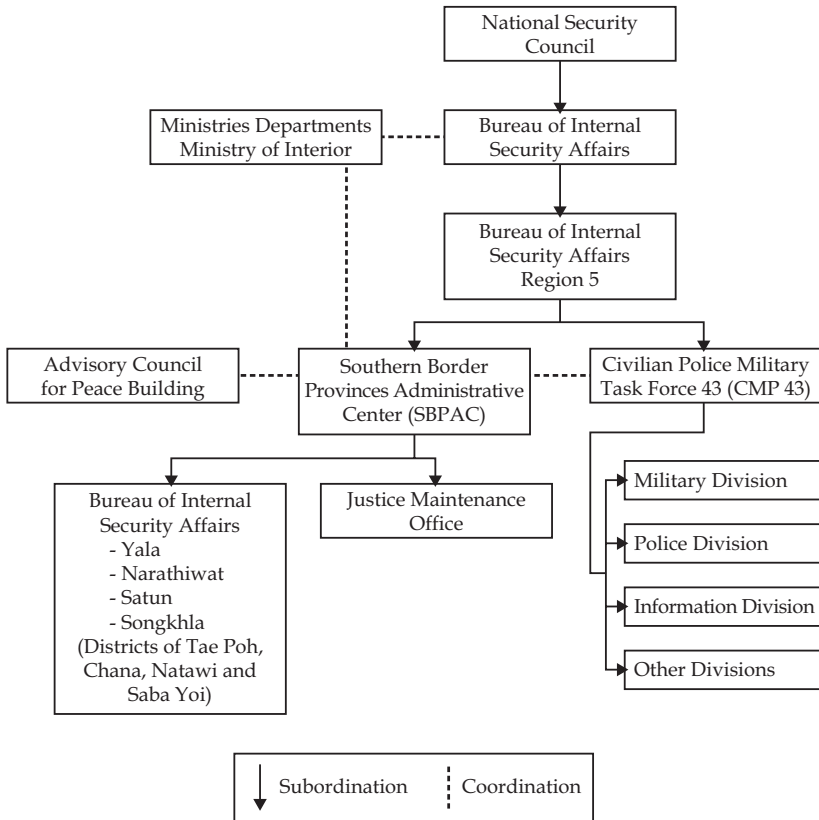 National Security
Council
Ministries Departments
Ministry of Interior
Bureau of Internal
Security Affairs
Bureau of Internal
Security Affairs
Region 5
Advisory Council
for Peace Building
Southern Border
Provinces Administrative
Center (SBPAC)
Civilian Police Military
Task Force 43 (CMP 43)
Bureau of Internal
Security Affairs
- Yala
- Narathiwat
- Satun
- Songkhla
(Districts of Tae Poh,
Chana, Natawi and
Saba Yoi)
Justice Maintenance
Office
Military Division
Police Division
Information Division
Other Divisions
Subordination
Coordination